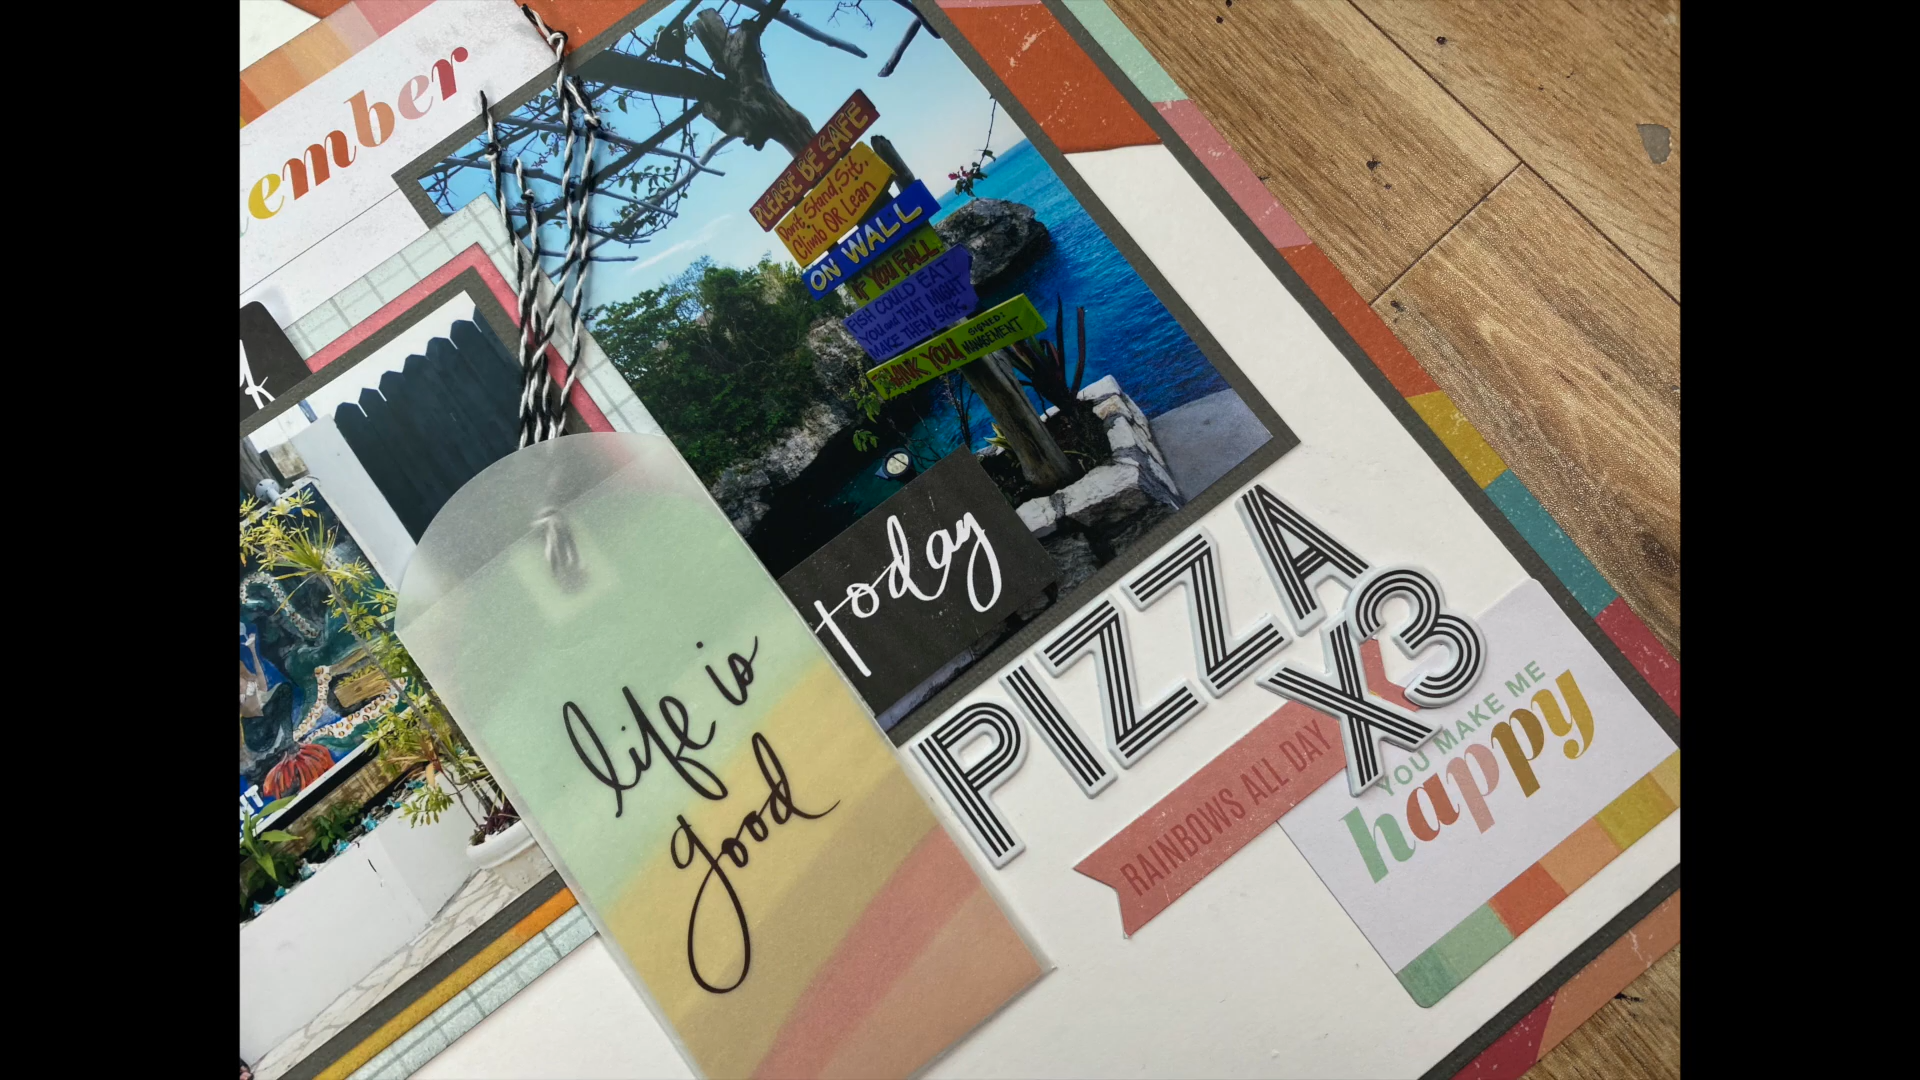 ember
PLEASE BE SAFE
Don't Stand, Sit,
Climb OR Lean
ON WALL
IF YOU FALL,
FISH COULD EAT
YOU and THAT MIGHT
MAKE THEM SICK
THANK YOU
SIGNED:
MANAGEMENT
today
life is
good
PIZZA
X3
RAINBOWS ALL DAY
YOU MAKE ME
happy